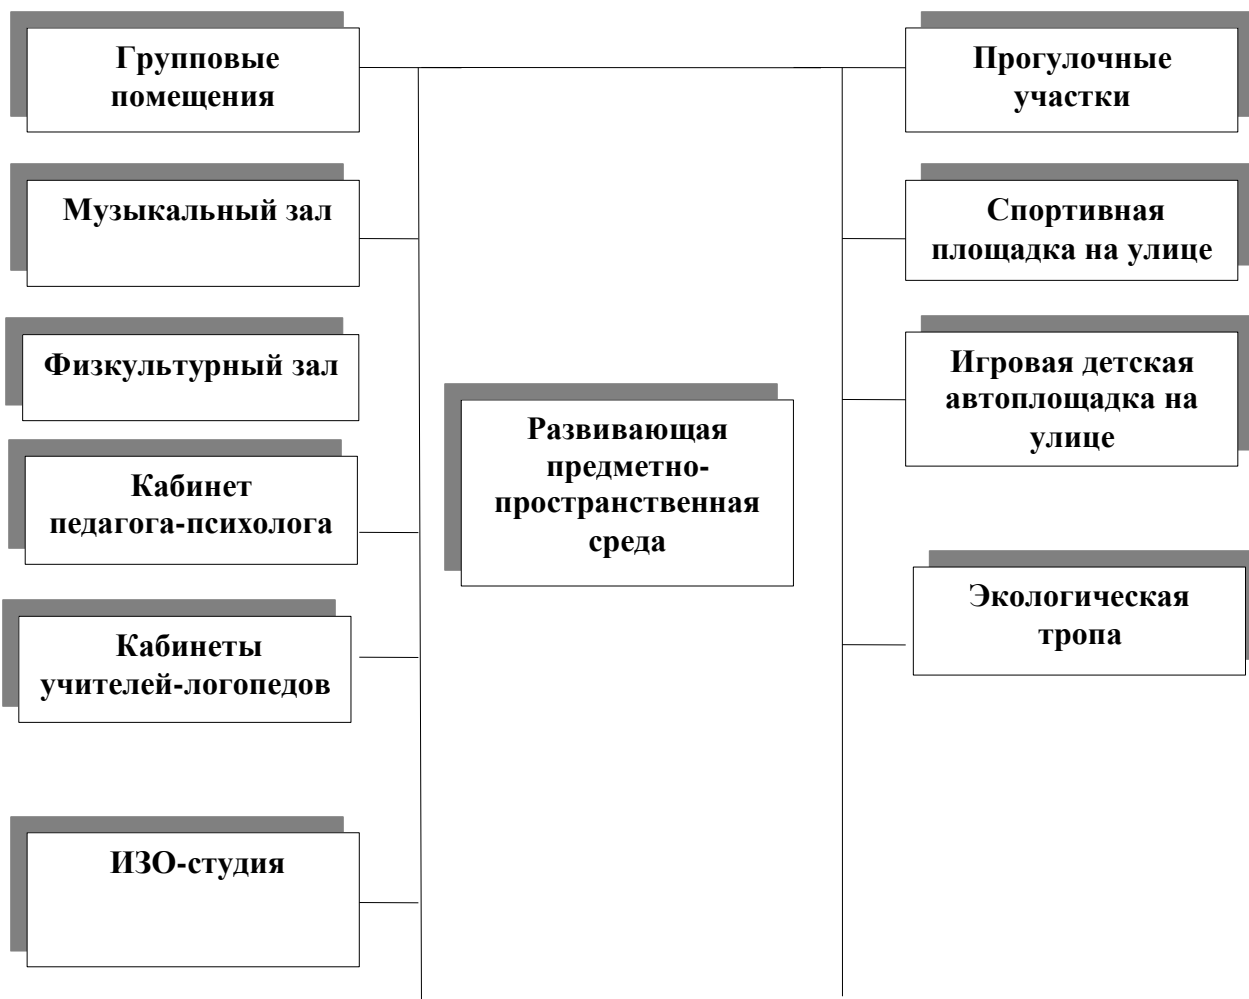 Групповые
помещения
Музыкальный зал
Физкультурный зал
Кабинет
педагога-психолога
Кабинеты
учителей-логопедов
ИЗО-студия
Развивающая
предметно-
пространственная
среда
Прогулочные
участки
Спортивная
площадка на улице
Игровая детская
автоплощадка на
улице
Экологическая
тропа